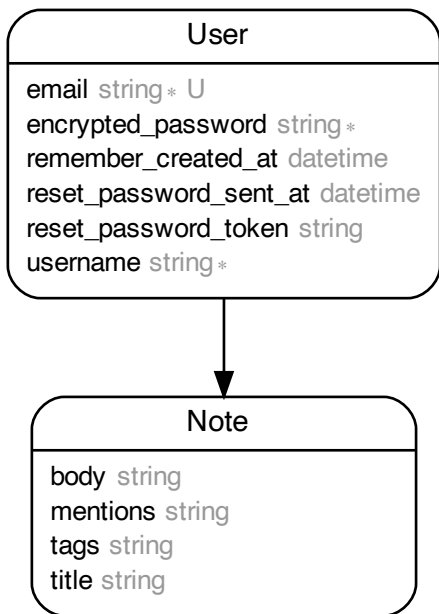 User
email string* U
encrypted_password string*
remember_created_at datetime
reset_password_sent_at datetime
reset_password_token string
username string*
Note
body string
mentions string
tags string
title string